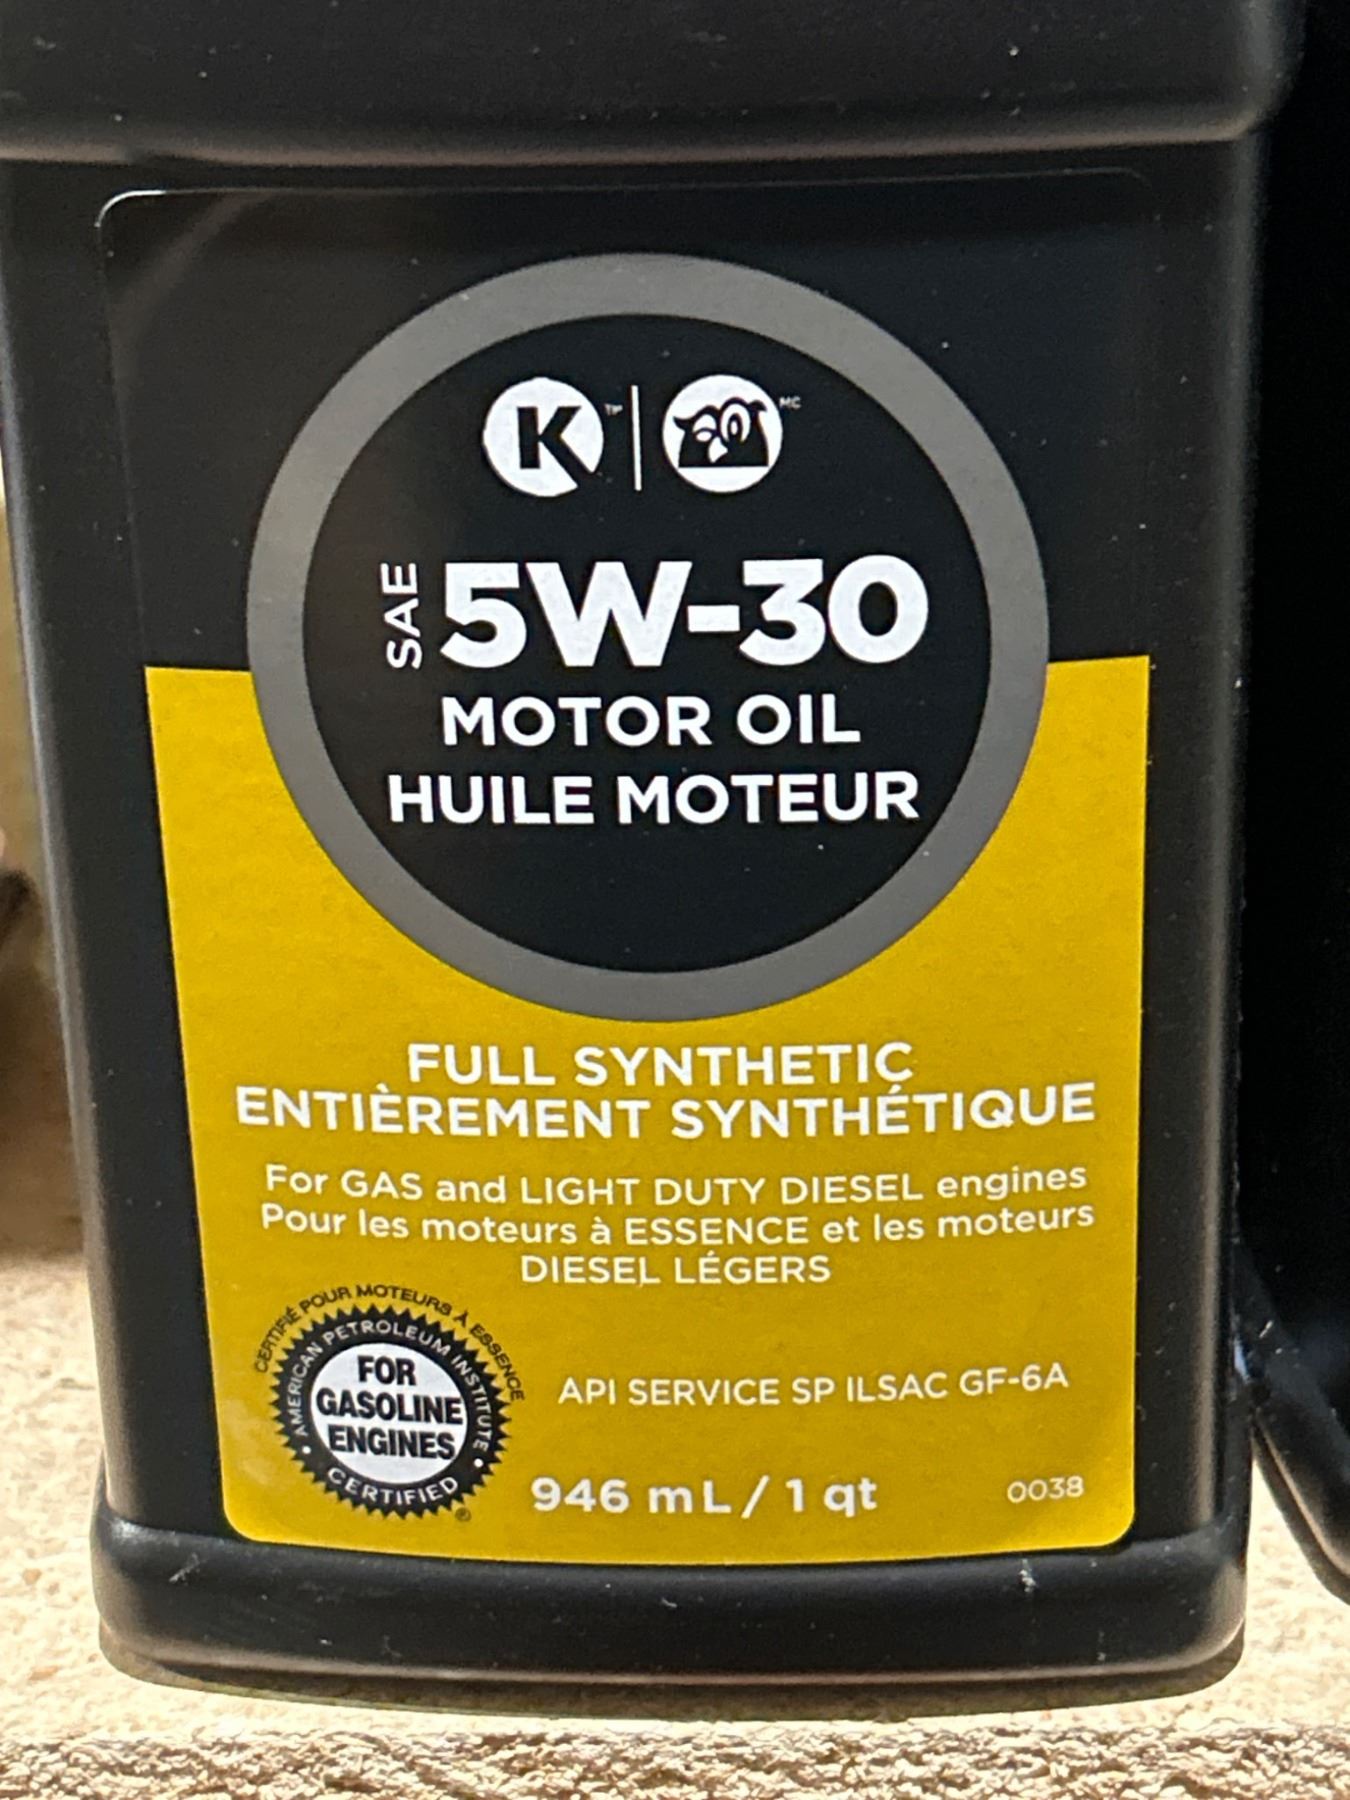 K™
MC
SAE 5W-30
MOTOR OIL
HUILE MOTEUR
FULL SYNTHETIC
ENTIÈREMENT SYNTHÉTIQUE
For GAS and LIGHT DUTY DIESEL engines
Pour les moteurs à ESSENCE et les moteurs
DIESEL LÉGERS
CERTIFIÉ POUR MOTEURS À ESSENCE
AMERICAN PETROLEUM INSTITUTE
FOR
GASOLINE
ENGINES
CERTIFIED
®
API SERVICE SP ILSAC GF-6A
946 mL / 1 qt
0038